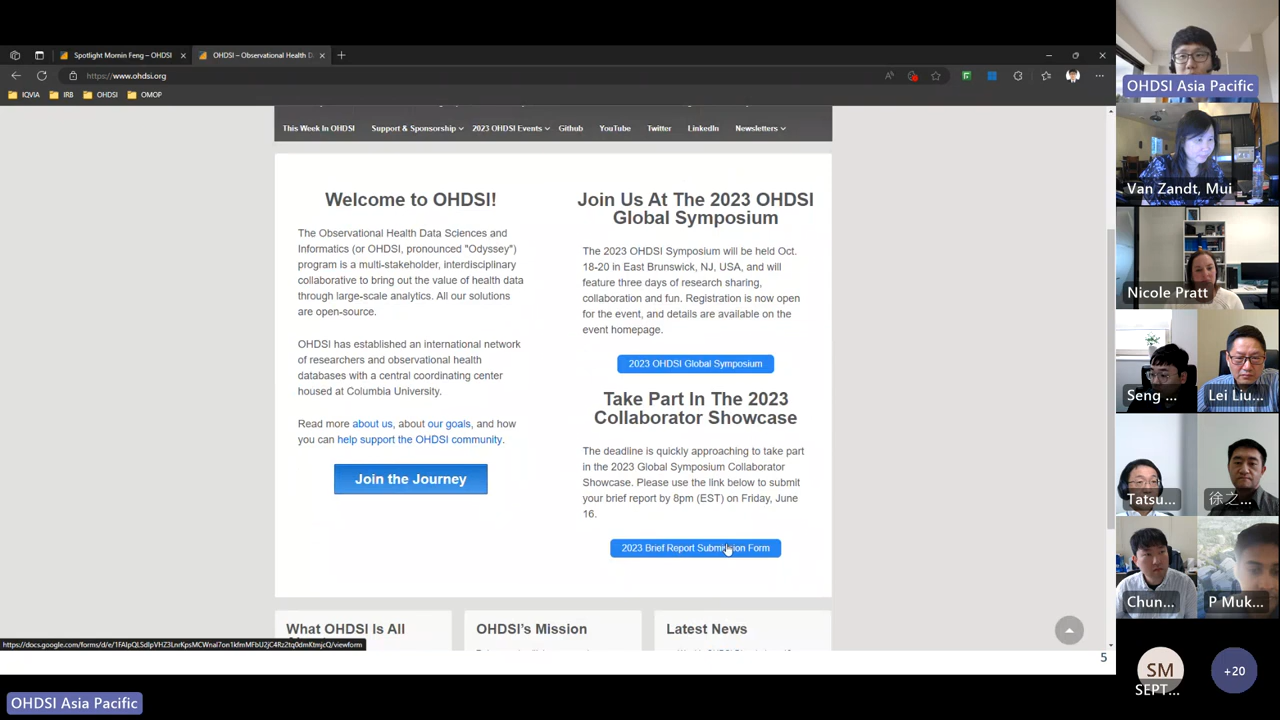 Spotlight Mornin Feng – OHDSI
OHDSI – Observational Health D
https://www.ohdsi.org
IQVIA
IRB
OHDSI
OMOP
This Week In OHDSI
Support & Sponsorship
2023 OHDSI Events
Github
YouTube
Twitter
LinkedIn
Newsletters
Welcome to OHDSI!
The Observational Health Data Sciences and
Informatics (or OHDSI, pronounced "Odyssey")
program is a multi-stakeholder, interdisciplinary
collaborative to bring out the value of health data
through large-scale analytics. All our solutions
are open-source.
OHDSI has established an international network
of researchers and observational health
databases with a central coordinating center
housed at Columbia University.
Read more about us, about our goals, and how
you can help support the OHDSI community.
Join the Journey
Join Us At The 2023 OHDSI
Global Symposium
The 2023 OHDSI Symposium will be held Oct.
18-20 in East Brunswick, NJ, USA, and will
feature three days of research sharing,
collaboration and fun. Registration is now open
for the event, and details are available on the
event homepage.
2023 OHDSI Global Symposium
Take Part In The 2023
Collaborator Showcase
The deadline is quickly approaching to take part
in the 2023 Global Symposium Collaborator
Showcase. Please use the link below to submit
your brief report by 8pm (EST) on Friday, June
16.
2023 Brief Report Submission Form
What OHDSI Is All
OHDSI's Mission
Latest News
5
OHDSI Asia Pacific
OHDSI Asia Pacific
Van Zandt, Mui
Nicole Pratt
Seng ...
Lei Liu...
Tatsu...
徐之...
Chun...
P Muk...
SM
SEPT...
+20